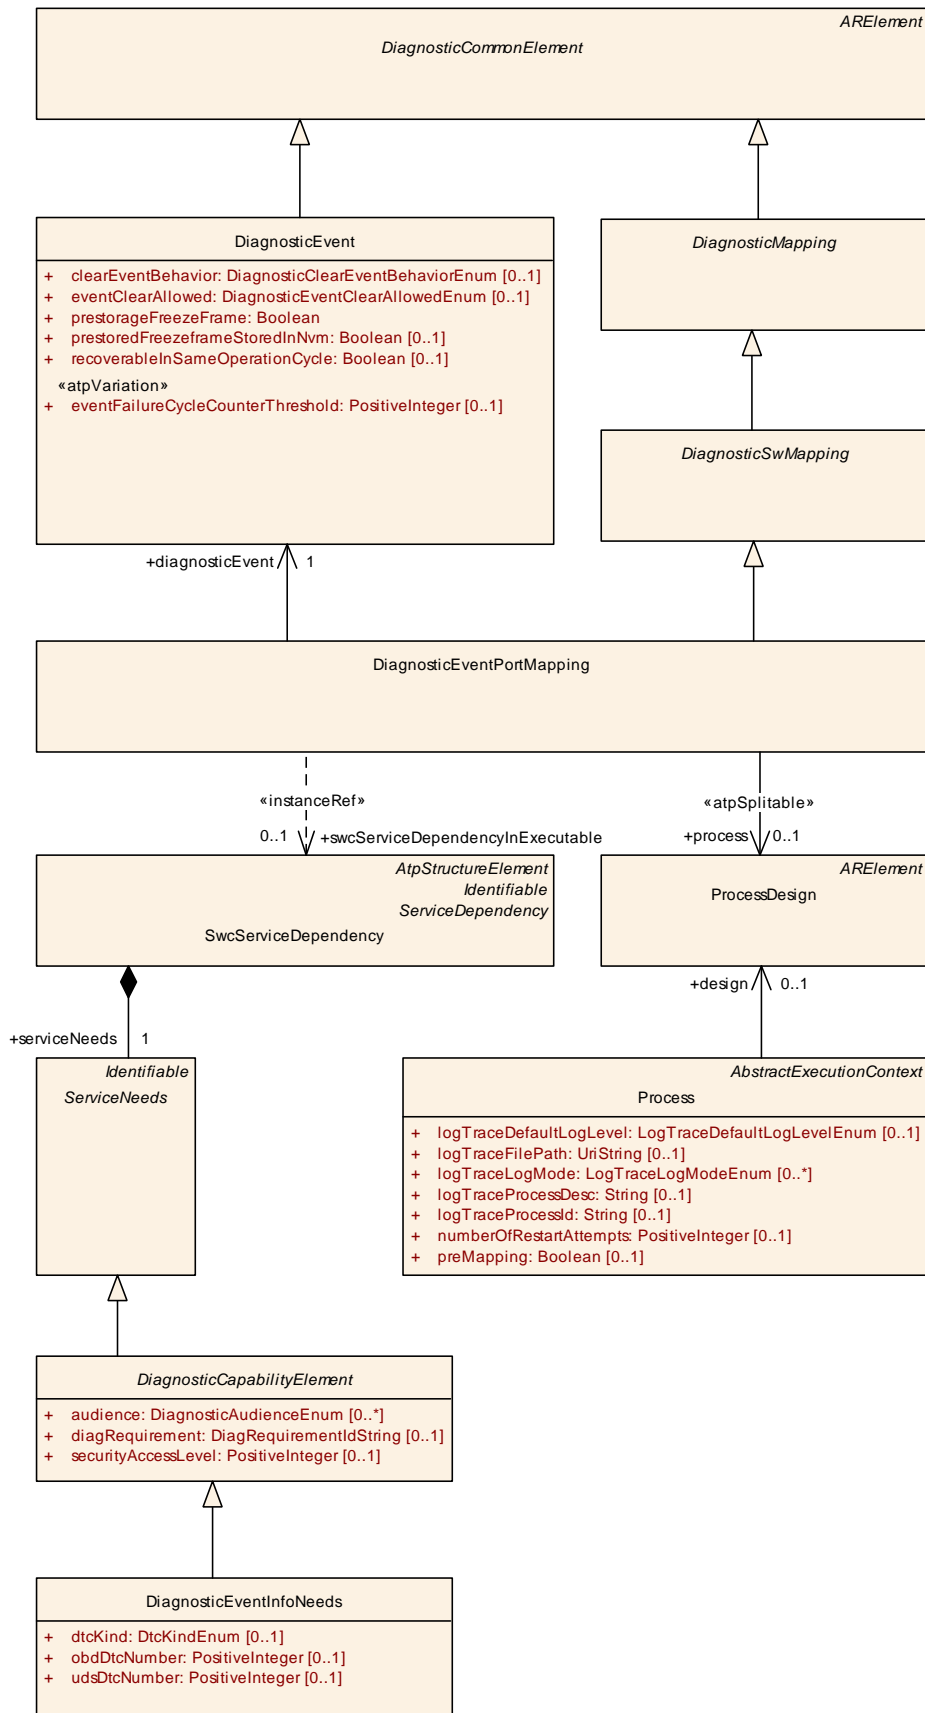 ARElement
DiagnosticCommonElement
DiagnosticEvent
+ clearEventBehavior: DiagnosticClearEventBehaviorEnum [0..1]
+ eventClearAllowed: DiagnosticEventClearAllowedEnum [0..1]
+ prestorageFreezeFrame: Boolean
+ prestoredFreezeframeStoredInNvm: Boolean [0..1]
+ recoverableInSameOperationCycle: Boolean [0..1]
«atpVariation»
+ eventFailureCycleCounterThreshold: PositiveInteger [0..1]
DiagnosticMapping
DiagnosticSwMapping
+diagnosticEvent 1
DiagnosticEventPortMapping
«instanceRef»
0..1 +swcServiceDependencyInExecutable
«atpSplitable»
+process 0..1
AtpStructureElement
Identifiable
ServiceDependency
SwcServiceDependency
ARElement
ProcessDesign
+design 0..1
+serviceNeeds 1
Identifiable
ServiceNeeds
AbstractExecutionContext
Process
+ logTraceDefaultLogLevel: LogTraceDefaultLogLevelEnum [0..1]
+ logTraceFilePath: UriString [0..1]
+ logTraceLogMode: LogTraceLogModeEnum [0..*]
+ logTraceProcessDesc: String [0..1]
+ logTraceProcessId: String [0..1]
+ numberOfRestartAttempts: PositiveInteger [0..1]
+ preMapping: Boolean [0..1]
DiagnosticCapabilityElement
+ audience: DiagnosticAudienceEnum [0..*]
+ diagRequirement: DiagRequirementIdString [0..1]
+ securityAccessLevel: PositiveInteger [0..1]
DiagnosticEventInfoNeeds
+ dtcKind: DtcKindEnum [0..1]
+ obdDtcNumber: PositiveInteger [0..1]
+ udsDtcNumber: PositiveInteger [0..1]